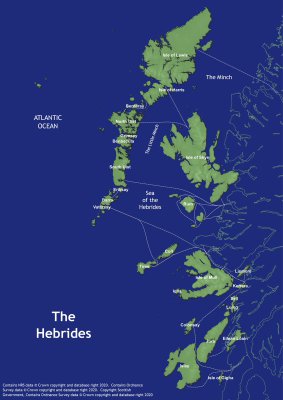 Isle of Lewis
The Minch
Isle of Harris
Berneray
ATLANTIC
OCEAN
North Uist
Grimsay
Benbecula
The Little Minch
Isle of Skye
South Uist
Eriskay
Sea
of the
Hebrides
Barra
Vatersay
Rum
Coll
Tiree
Isle of Mull
Lismore
Kerrera
Iona
Seil
Luing
The
Hebrides
Colonsay
Jura
Islay
Isle of Gigha
Contains NRS data © Crown copyright and database right 2020. Contains Ordnance
Survey data © Crown copyright and database right 2020. Copyright Scottish
Government, Contains Ordnance Survey data © Crown copyright and database right 2020